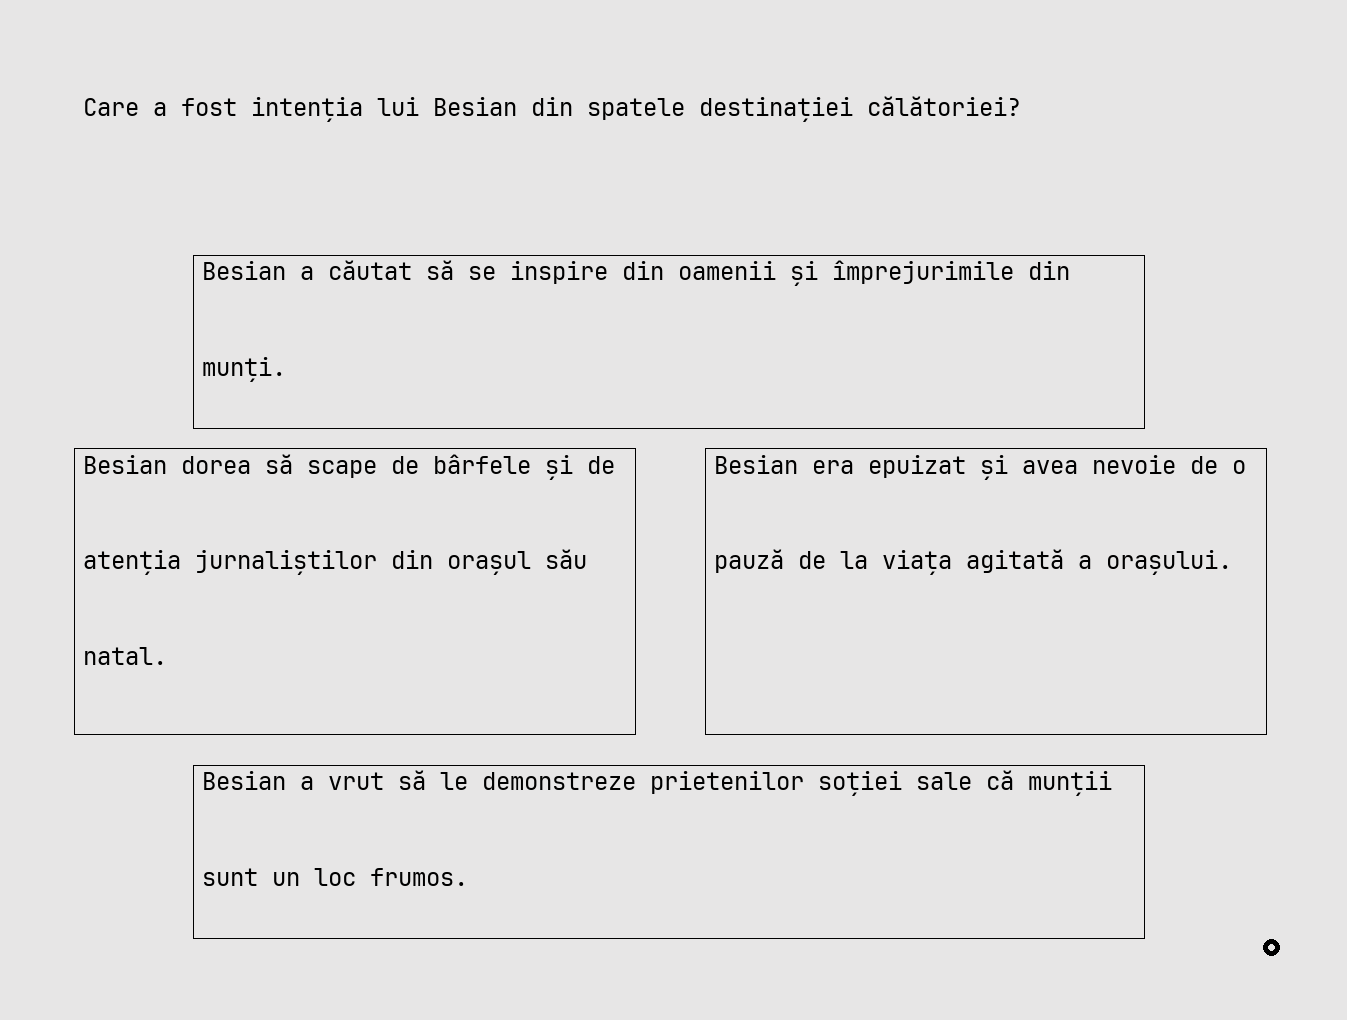 Care a fost intenția lui Besian din spatele destinației călătoriei?
Besian a căutat să se inspire din oamenii și împrejurimile din
munți.
Besian dorea să scape de bârfele și de
atenția jurnaliștilor din orașul său
natal.
Besian era epuizat și avea nevoie de o
pauză de la viața agitată a orașului.
Besian a vrut să le demonstreze prietenilor soției sale că munții
sunt un loc frumos.